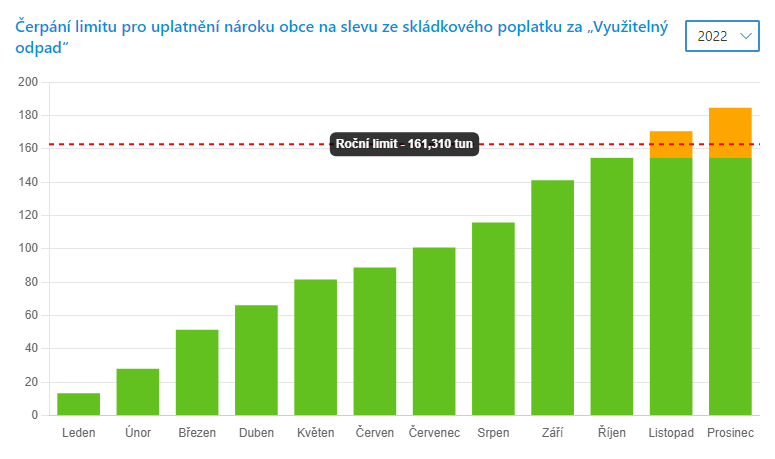 Čerpání limitu pro uplatnění nároku obce na slevu ze skládkového poplatku za „Využitelný
odpad“
2022
200
180
160
140
120
100
80
60
40
20
0
Roční limit - 161,310 tun
Leden
Únor
Březen
Duben
Květen
Červen
Červenec
Srpen
Září
Říjen
Listopad
Prosinec